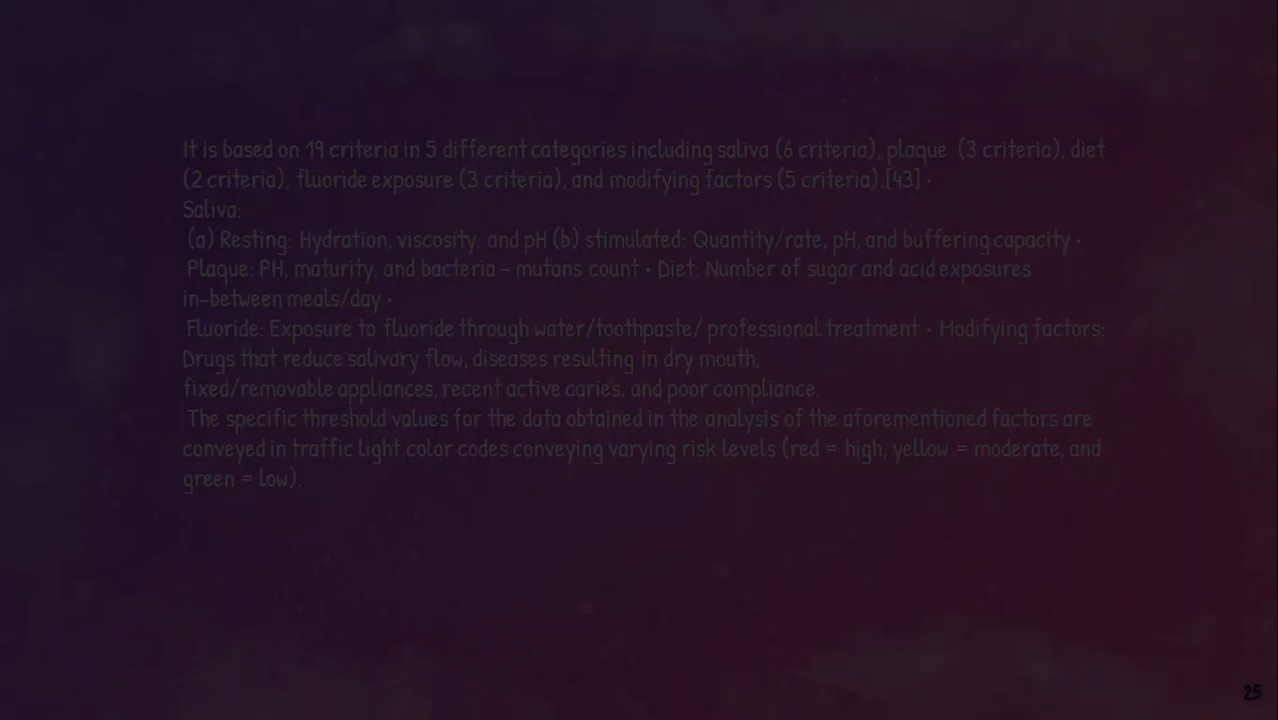 It is based on 19 criteria in 5 different categories including saliva (6 criteria), plaque (3 criteria), diet
(2 criteria), fluoride exposure (3 criteria), and modifying factors (5 criteria).[43] •
Saliva:
(a) Resting: Hydration, viscosity, and pH (b) stimulated: Quantity/rate, pH, and buffering capacity •
Plaque: PH, maturity, and bacteria – mutans count • Diet: Number of sugar and acid exposures
in-between meals/day •
Fluoride: Exposure to fluoride through water/toothpaste/ professional treatment • Modifying factors:
Drugs that reduce salivary flow, diseases resulting in dry mouth,
fixed/removable appliances, recent active caries, and poor compliance.
The specific threshold values for the data obtained in the analysis of the aforementioned factors are
conveyed in traffic light color codes conveying varying risk levels (red = high, yellow = moderate, and
green = low).
25